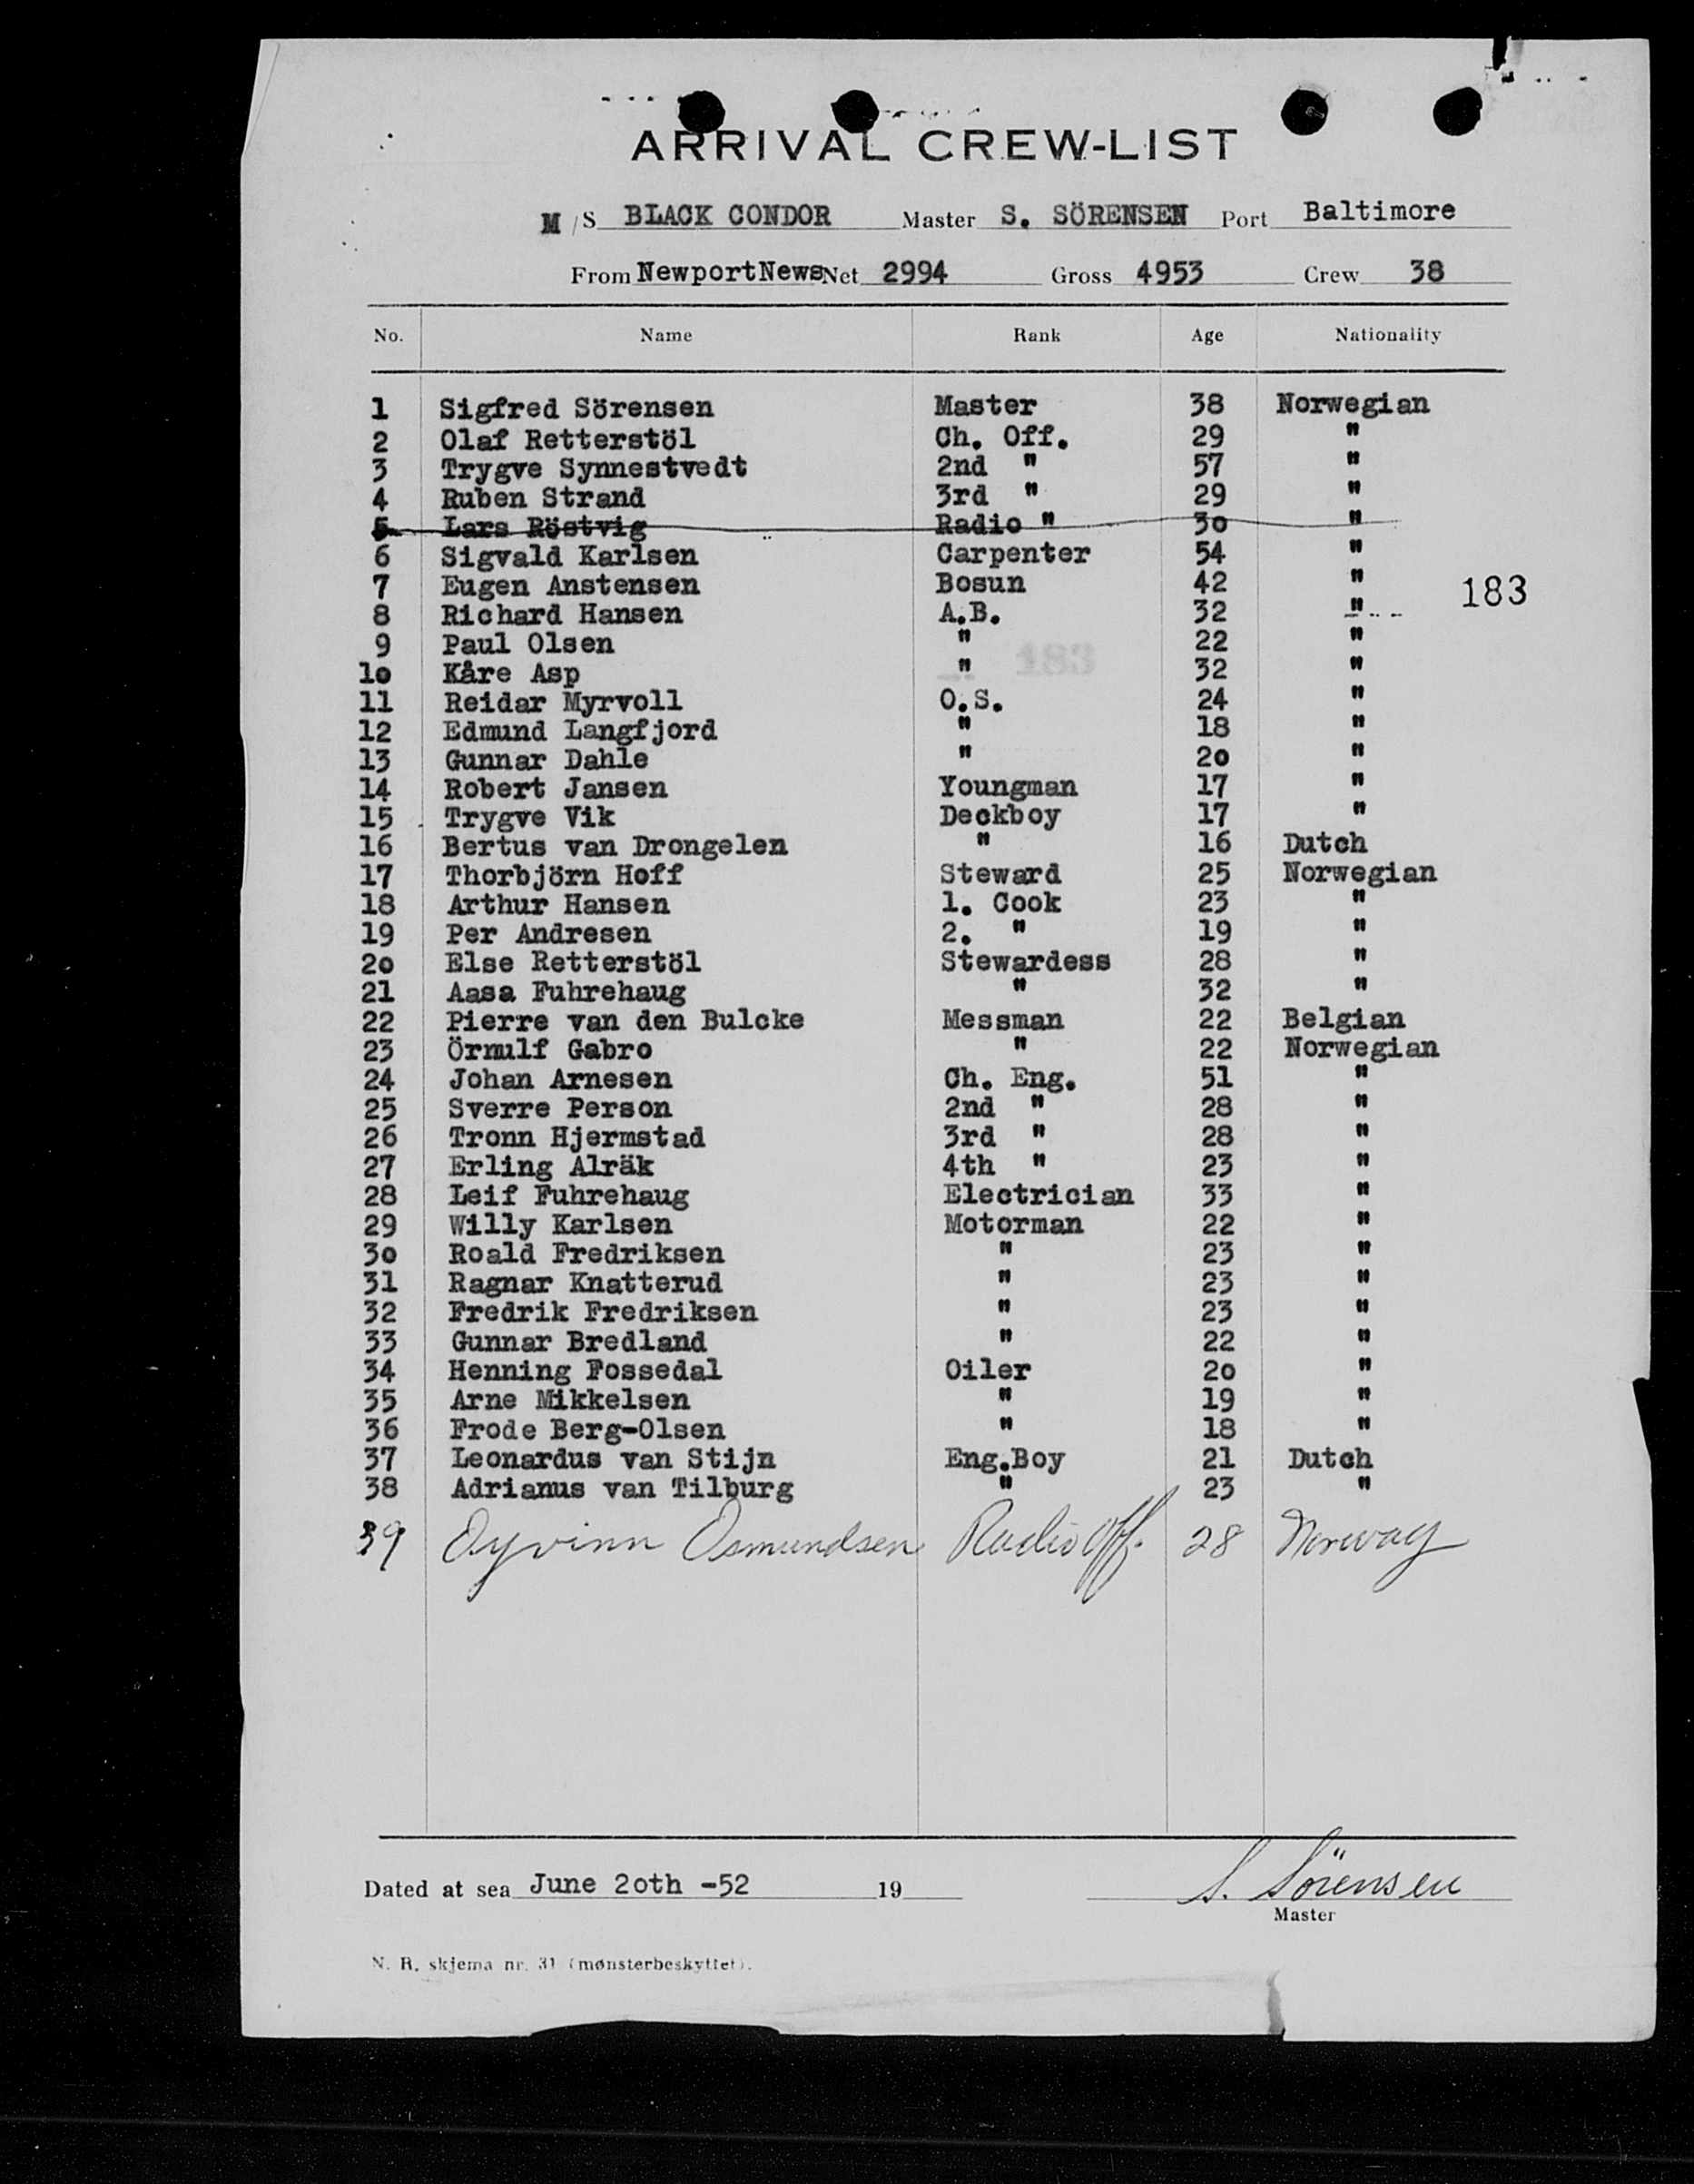 ARRIVAL CREW-LIST
M/S BLACK CONDOR Master S. SÖRENSEN Port Baltimore
From NewportNews Net 2994 Gross 4953 Crew 38
No. Name Rank Age Nationality
1 Sigfred Sörensen Master 38 Norwegian
2 Olaf Retterstöl Ch. Off. 29 "
3 Trygve Synnestvedt 2nd " 57 "
4 Ruben Strand 3rd " 29 "
5 Lars Röstvig Radio " 3o "
6 Sigvald Karlsen Carpenter 54 "
7 Eugen Anstensen Bosun 42 "
183
8 Richard Hansen A.B. 32 "
9 Paul Olsen " 22 "
1o Kåre Asp " 183 32 "
11 Reidar Myrvoll O.S. 24 "
12 Edmund Langfjord " 18 "
13 Gunnar Dahle " 2o "
14 Robert Jansen Youngman 17 "
15 Trygve Vik Deckboy 17 "
16 Bertus van Drongelen " 16 Dutch
17 Thorbjörn Hoff Steward 25 Norwegian
18 Arthur Hansen 1. Cook 23 "
19 Per Andresen 2. " 19 "
2o Else Retterstöl Stewardess 28 "
21 Aasa Fuhrehaug " 32 "
22 Pierre van den Bulcke Messman 22 Belgian
23 Örnulf Gabro " 22 Norwegian
24 Johan Arnesen Ch. Eng. 51 "
25 Sverre Person 2nd " 28 "
26 Tronn Hjermstad 3rd " 28 "
27 Erling Alräk 4th " 23 "
28 Leif Fuhrehaug Electrician 33 "
29 Willy Karlsen Motorman 22 "
3o Roald Fredriksen " 23 "
31 Ragnar Knatterud " 23 "
32 Fredrik Fredriksen " 23 "
33 Gunnar Bredland " 22 "
34 Henning Fossedal Oiler 2o "
35 Arne Mikkelsen " 19 "
36 Frode Berg-Olsen " 18 "
37 Leonardus van Stijn Eng.Boy 21 Dutch
38 Adrianus van Tilburg " 23 "
39 Oyvinn Osmundsen Radio Off. 28 Norway
Dated at sea June 2oth -52 19
S. Sörensen
Master
N. R. skjema nr. 31 (mønsterbeskyttet).